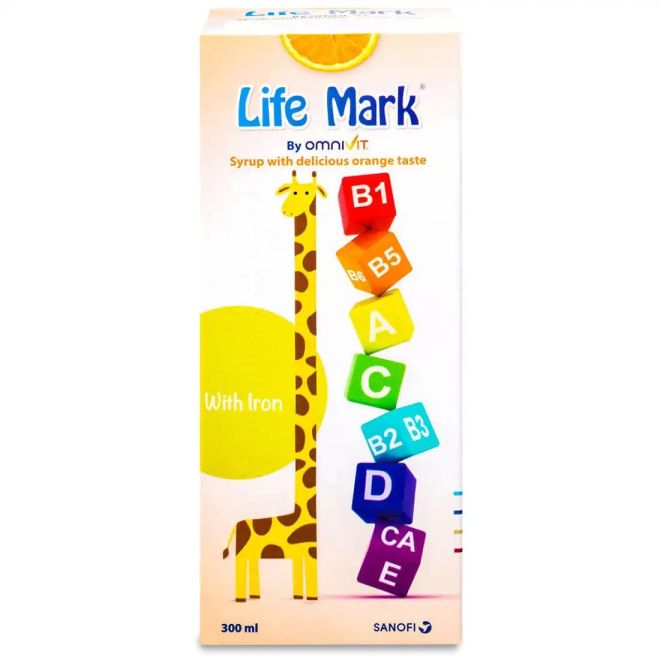 Life Mark®
By OMNIVIT
Syrup with delicious orange taste
B1
B6 B5
A
C
With Iron
B2 B3
D
CA
E
300 ml
SANOFI